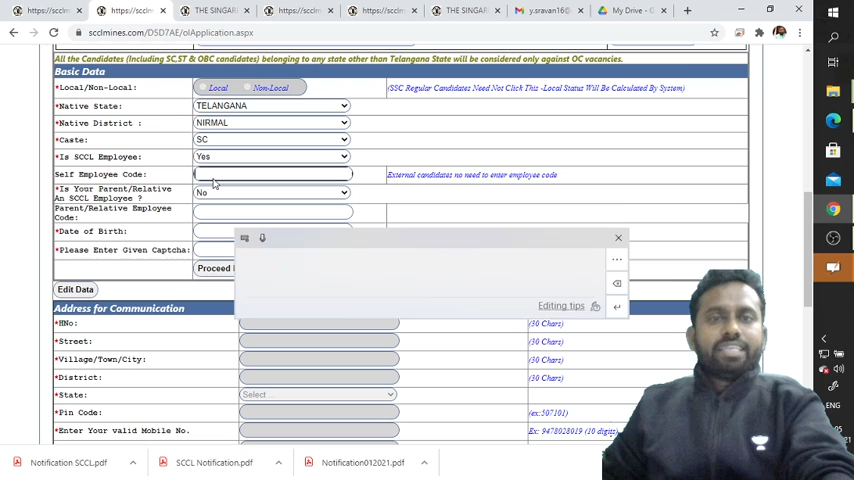 https://scclm
https://scclm
THE SINGAR
https://scclm
https://scclm
THE SINGARE
y.sravan16@
My Drive - G
scclmines.com/D5D7AE/olApplication.aspx
All the Candidates (Including SC,ST & OBC candidates) belonging to any state other than Telangana State will be considered only against OC vacancies.
Basic Data
*Local/Non-Local: Local Non-Local (SSC Regular Candidates Need Not Click This -Local Status Will Be Calculated By System)
*Native State: TELANGANA
*Native District : NIRMAL
*Caste: SC
*Is SCCL Employee: Yes
Self Employee Code: External candidates no need to enter employee code
*Is Your Parent/Relative
An SCCL Employee ? No
Parent/Relative Employee
Code:
*Date of Birth:
*Please Enter Given Captcha:
Proceed
Edit Data
Editing tips
Address for Communication
*HNo: (30 Chars)
*Street: (30 Chars)
*Village/Town/City: (30 Chars)
*District: (30 Chars)
*State: Select ...
*Pin Code: (ex:507101)
*Enter Your valid Mobile No. Ex: 9478028019 (10 digits)
Notification SCCL.pdf
SCCL Notification.pdf
Notification012021.pdf
ENG